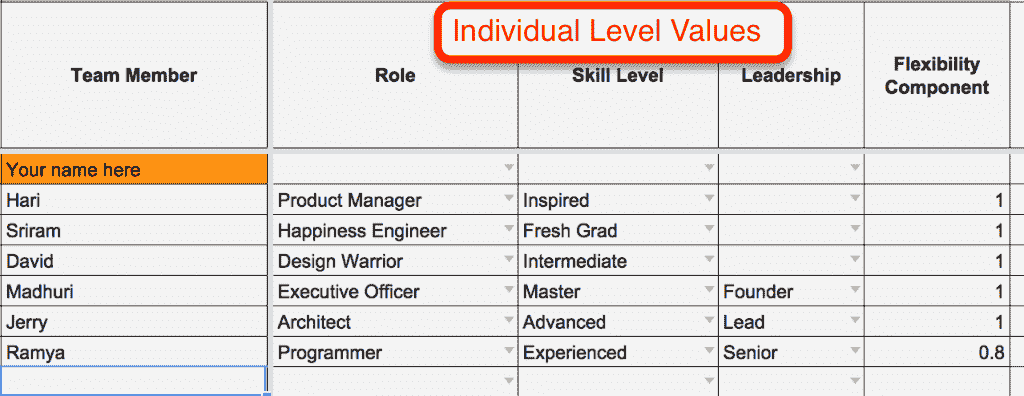 Individual Level Values
Team Member Role Skill Level Leadership Flexibility
Component
Your name here
Hari Product Manager Inspired 1
Sriram Happiness Engineer Fresh Grad 1
David Design Warrior Intermediate 1
Madhuri Executive Officer Master Founder 1
Jerry Architect Advanced Lead 1
Ramya Programmer Experienced Senior 0.8